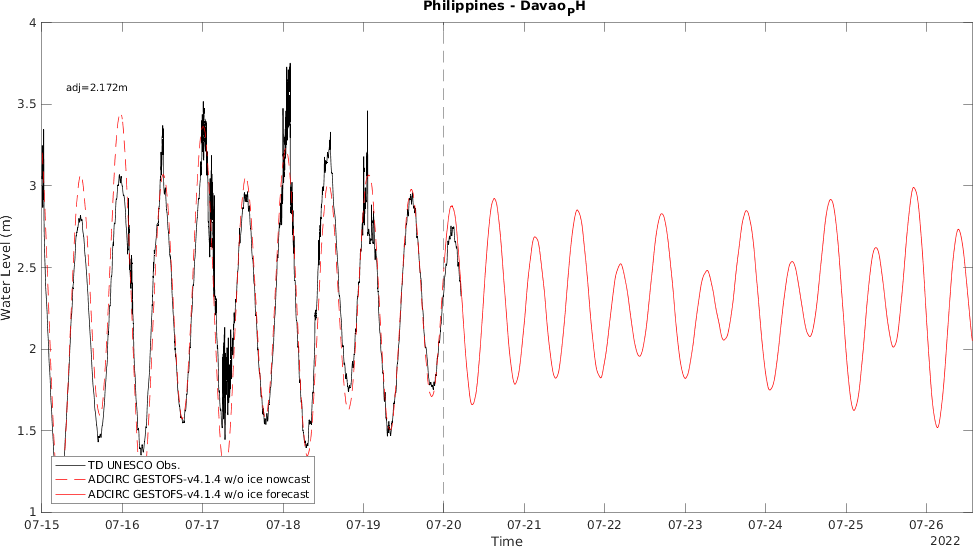 Philippines - DavaopH
4
adj=2.172m
3.5
3
2.5
2
1.5
1
Water Level (m)
TD UNESCO Obs.
ADCIRC GESTOFS-v4.1.4 w/o ice nowcast
ADCIRC GESTOFS-v4.1.4 w/o ice forecast
07-15 07-16 07-17 07-18 07-19 07-20 07-21 07-22 07-23 07-24 07-25 07-26
Time
2022